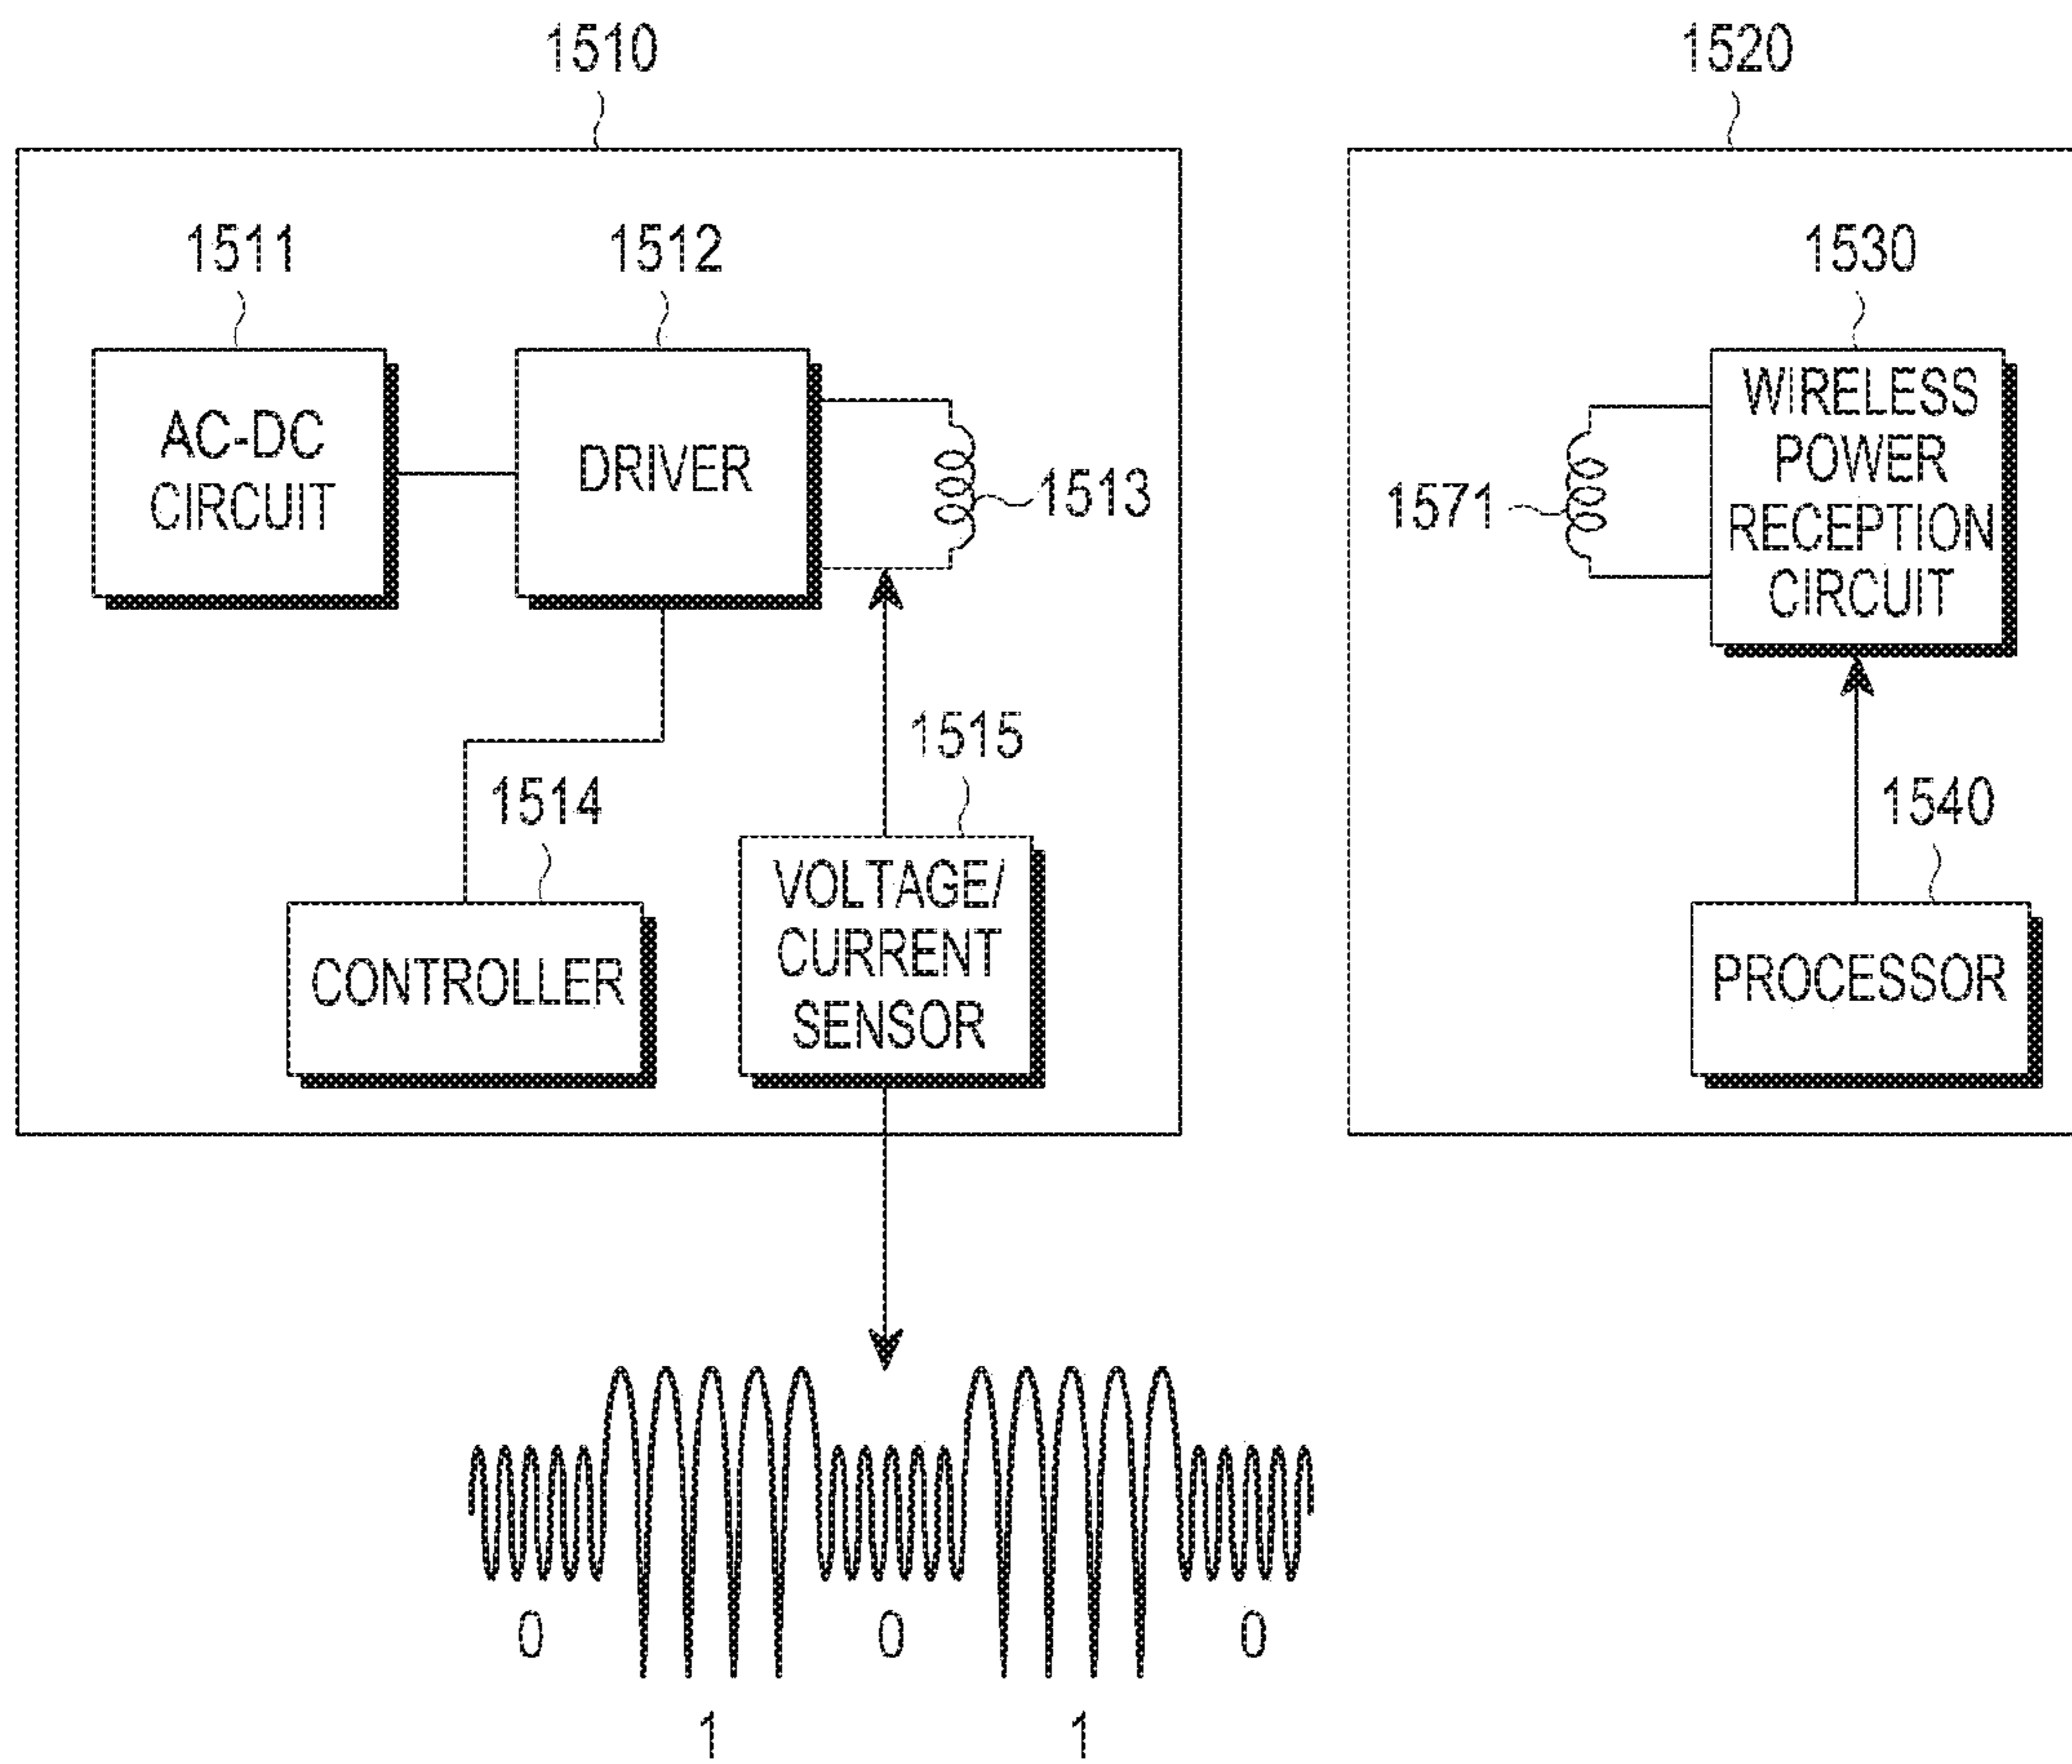 1510
1520
1511
1512
1530
AC-DC
CIRCUIT
DRIVER
1513
1571
WIRELESS
POWER
RECEPTION
CIRCUIT
1514
1515
1540
CONTROLLER
VOLTAGE/
CURRENT
SENSOR
PROCESSOR
0 0 0
1 1